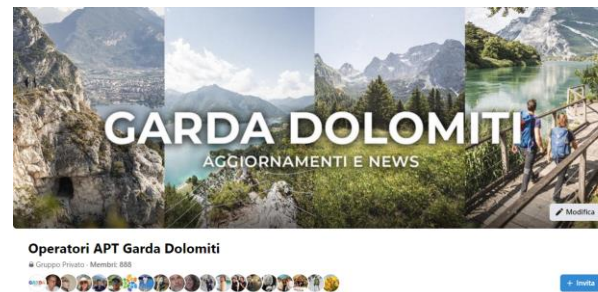 GARDA DOLOMITI
AGGIORNAMENTI E NEWS
Modifica
Operatori APT Garda Dolomiti
Gruppo Privato · Membri: 888
+ Invita